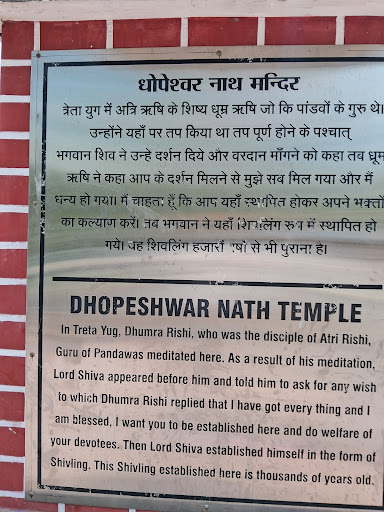 धोपेश्वर नाथ मन्दिर
त्रेता युग में अत्रि ऋषि के शिष्य धूम्र ऋषि जो कि पांडवों के गुरु थे।
उन्होंने यहाँ पर तप किया था तप पूर्ण होने के पश्चात्
भगवान शिव ने उन्हे दर्शन दिये और वरदान माँगने को कहा तब धूम्र
ऋषि ने कहा आप के दर्शन मिलने से मुझे सब मिल गया और मैं
धन्य हो गया। मैं चाहता हूँ कि आप यहाँ स्थापित होकर अपने भक्तों
का कल्याण करें। तब भगवान ने यहाँ शिवलिंग रूप में स्थापित हो
गये। यह शिवलिंग हजारों वर्षों से भी पुराना है।
DHOPESHWAR NATH TEMPLE
In Treta Yug, Dhumra Rishi, who was the disciple of Atri Rishi,
Guru of Pandawas meditated here. As a result of his meditation,
Lord Shiva appeared before him and told him to ask for any wish
to which Dhumra Rishi replied that I have got every thing and I
am blessed, I want you to be established here and do welfare of
your devotees. Then Lord Shiva established himself in the form of
Shivling. This Shivling established here is thousands of years old.